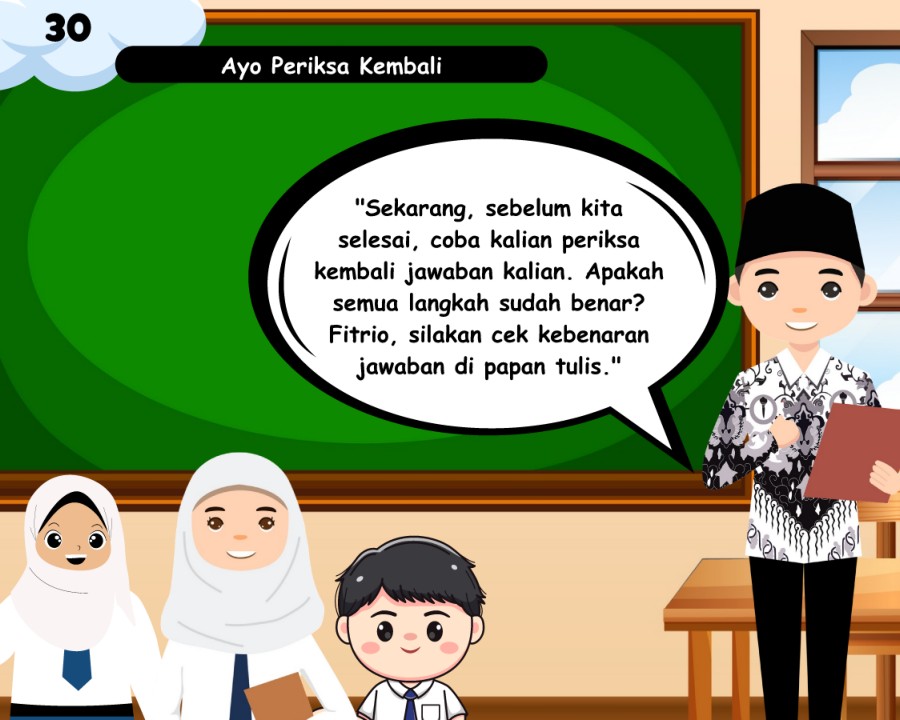 30
Ayo Periksa Kembali
"Sekarang, sebelum kita
selesai, coba kalian periksa
kembali jawaban kalian. Apakah
semua langkah sudah benar?
Fitrio, silakan cek kebenaran
jawaban di papan tulis."